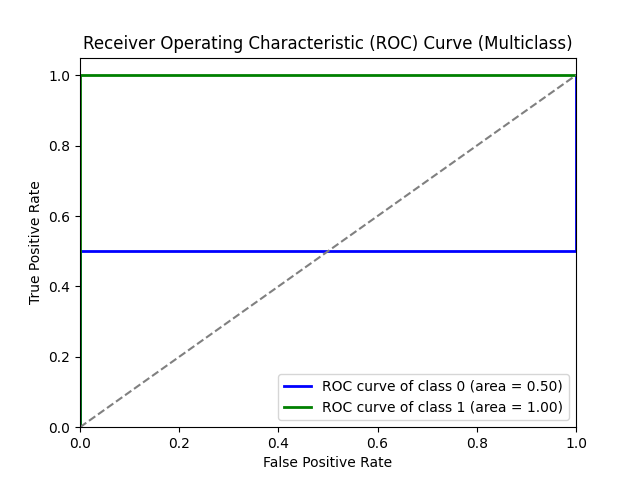 Receiver Operating Characteristic (ROC) Curve (Multiclass)
1.0
0.8
0.6
0.4
0.2
0.0
True Positive Rate
ROC curve of class 0 (area = 0.50)
ROC curve of class 1 (area = 1.00)
0.0 0.2 0.4 0.6 0.8 1.0
False Positive Rate